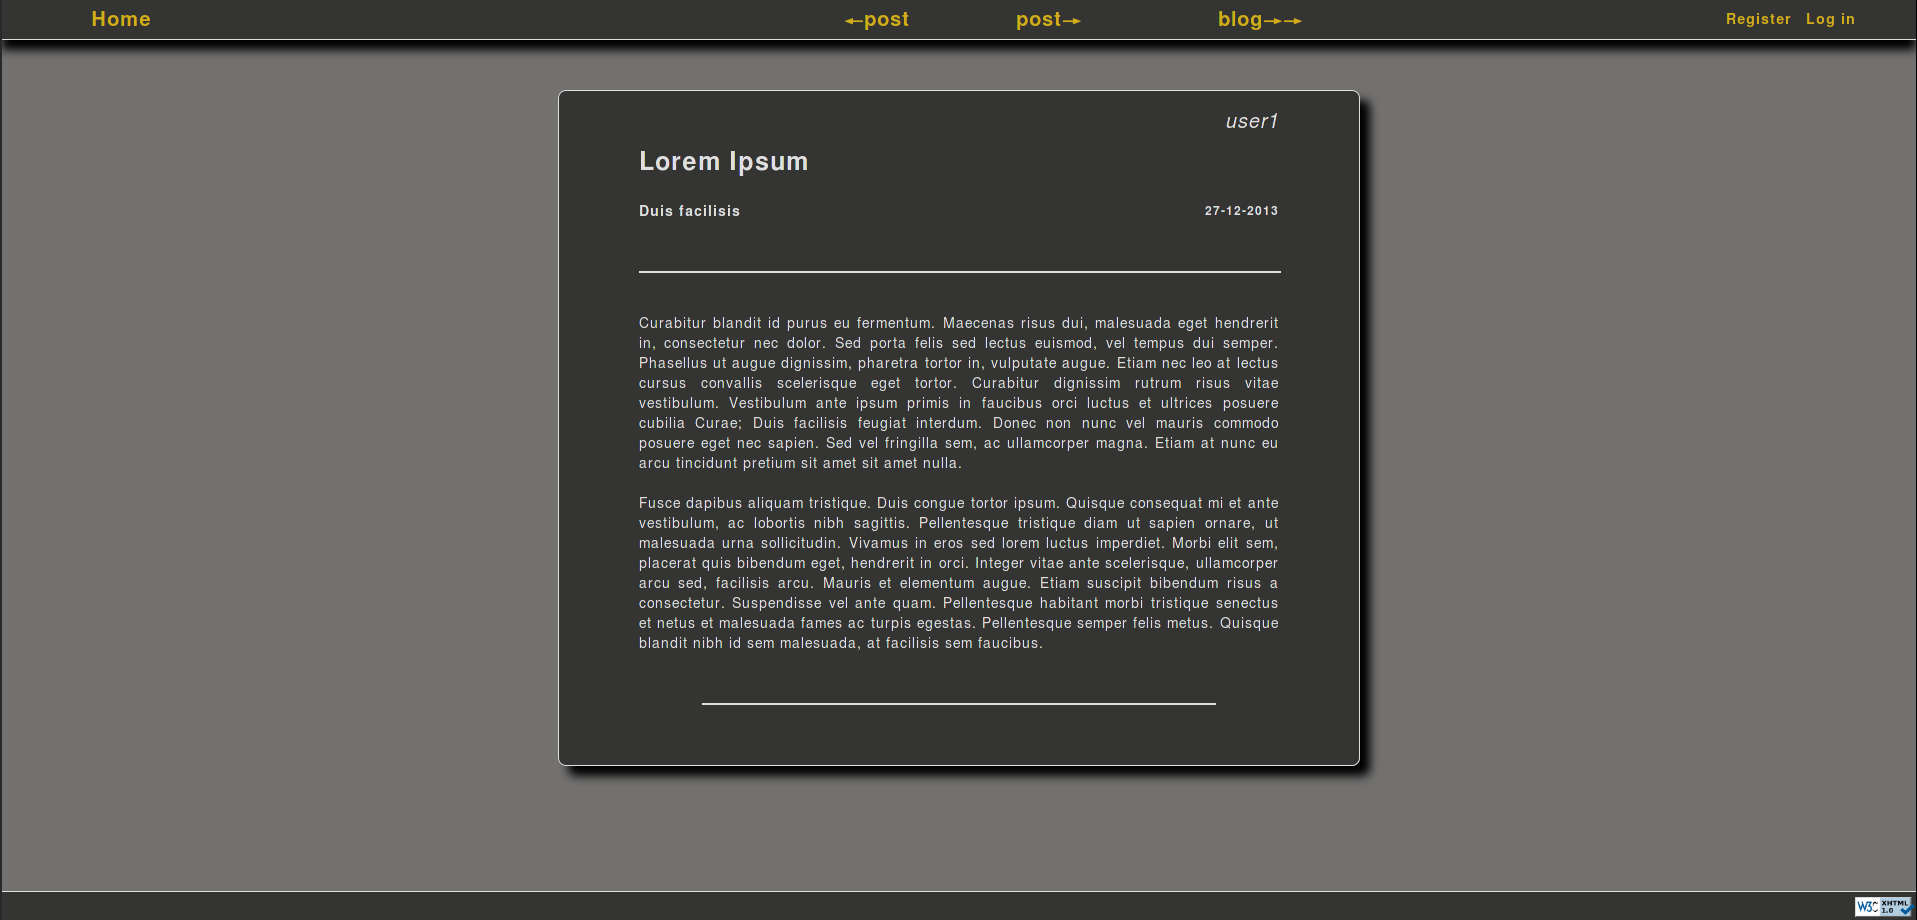 Home ←post post→ blog→→ Register Log in
user1
Lorem Ipsum
Duis facilisis 27-12-2013
Curabitur blandit id purus eu fermentum. Maecenas risus dui, malesuada eget hendrerit
in, consectetur nec dolor. Sed porta felis sed lectus euismod, vel tempus dui semper.
Phasellus ut augue dignissim, pharetra tortor in, vulputate augue. Etiam nec leo at lectus
cursus convallis scelerisque eget tortor. Curabitur dignissim rutrum risus vitae
vestibulum. Vestibulum ante ipsum primis in faucibus orci luctus et ultrices posuere
cubilia Curae; Duis facilisis feugiat interdum. Donec non nunc vel mauris commodo
posuere eget nec sapien. Sed vel fringilla sem, ac ullamcorper magna. Etiam at nunc eu
arcu tincidunt pretium sit amet sit amet nulla.
Fusce dapibus aliquam tristique. Duis congue tortor ipsum. Quisque consequat mi et ante
vestibulum, ac lobortis nibh sagittis. Pellentesque tristique diam ut sapien ornare, ut
malesuada urna sollicitudin. Vivamus in eros sed lorem luctus imperdiet. Morbi elit sem,
placerat quis bibendum eget, hendrerit in orci. Integer vitae ante scelerisque, ullamcorper
arcu sed, facilisis arcu. Mauris et elementum augue. Etiam suscipit bibendum risus a
consectetur. Suspendisse vel ante quam. Pellentesque habitant morbi tristique senectus
et netus et malesuada fames ac turpis egestas. Pellentesque semper felis metus. Quisque
blandit nibh id sem malesuada, at facilisis sem faucibus.
W3C XHTML
1.0